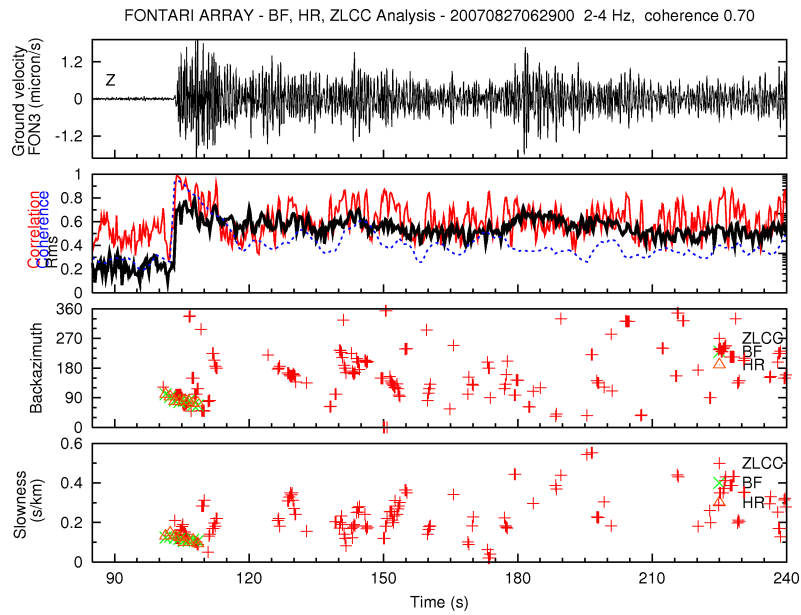 FONTARI ARRAY - BF, HR, ZLCC Analysis - 20070827062900 2-4 Hz, coherence 0.70
Ground velocity
FON3 (micron/s)
1.2
0
-1.2
Z
Correlation
Coherence
Rms
1
0.8
0.6
0.4
0.2
0
Backazimuth
360
270
180
90
0
ZLCC
BF
HR
Slowness
(s/km)
0.6
0.4
0.2
0
ZLCC
BF
HR
90
120
150
180
210
240
Time (s)